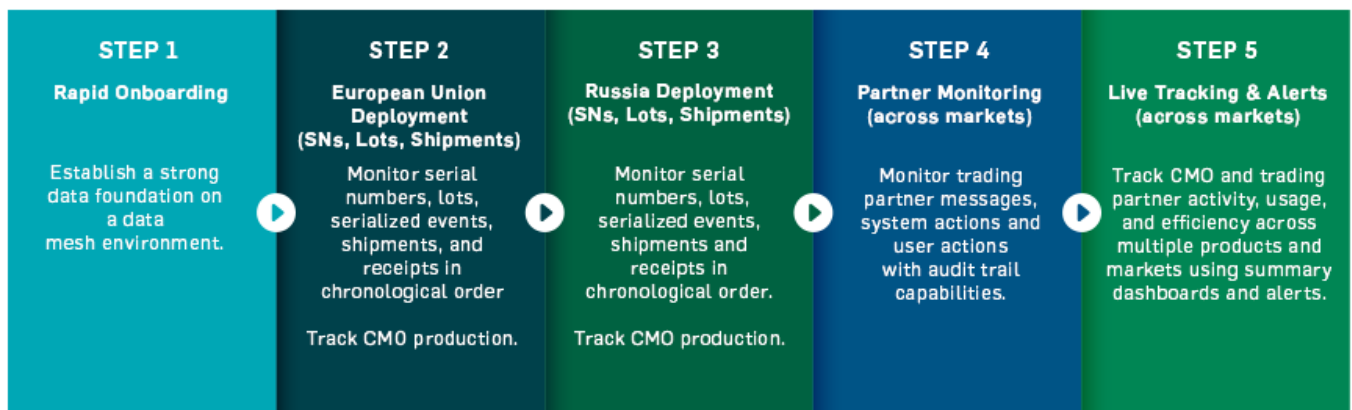 STEP 1
Rapid Onboarding
Establish a strong
data foundation on
a data
mesh environment.
STEP 2
European Union
Deployment
(SNs, Lots, Shipments)
Monitor serial
numbers, lots,
serialized events,
shipments, and
receipts in
chronological order
Track CMO production.
STEP 3
Russia Deployment
(SNs, Lots, Shipments)
Monitor serial
numbers, lots,
serialized events,
shipments and
receipts in
chronological order.
Track CMO production.
STEP 4
Partner Monitoring
(across markets)
Monitor trading
partner messages,
system actions and
user actions
with audit trail
capabilities.
STEP 5
Live Tracking & Alerts
(across markets)
Track CMO and trading
partner activity, usage,
and efficiency across
multiple products and
markets using summary
dashboards and alerts.